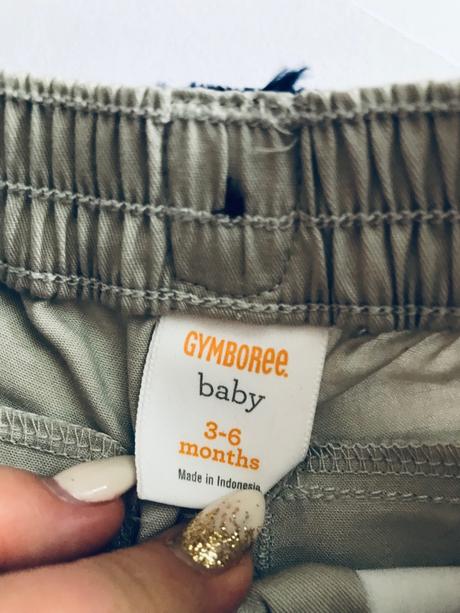 GYMBOREE.
baby
3-6
months
Made in Indonesia